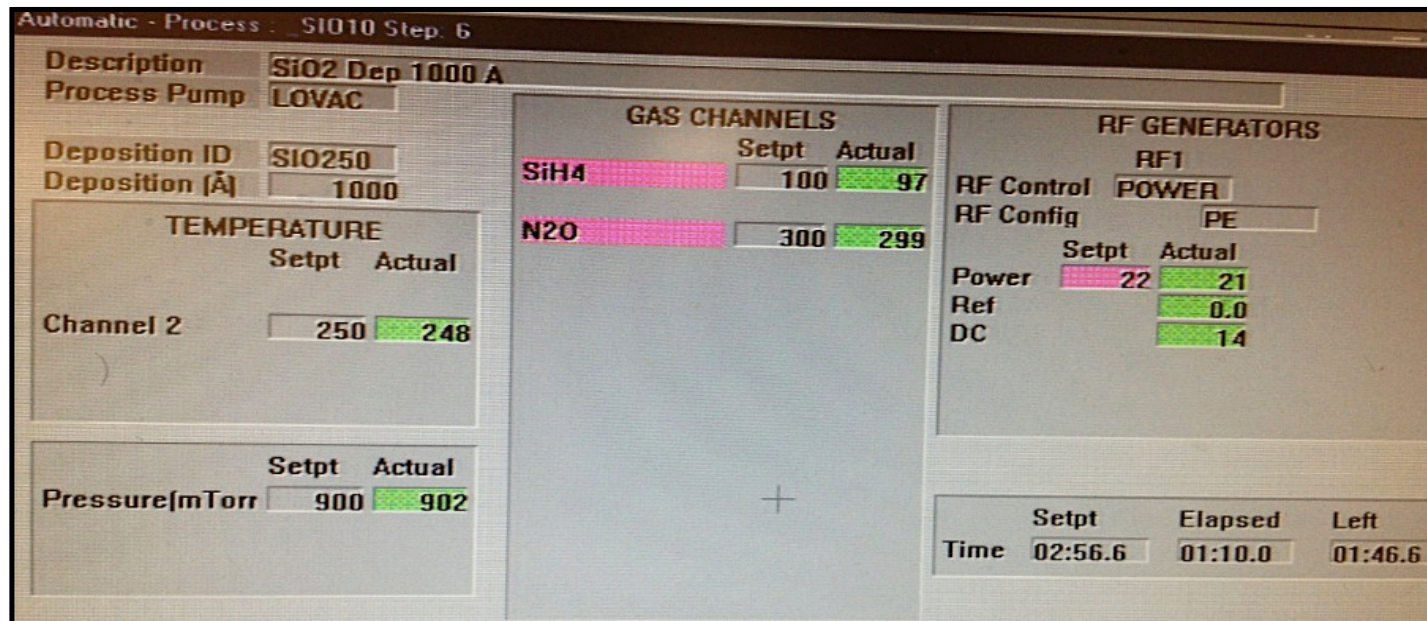 Automatic - Process : _SIO10 Step: 6
Description SiO2 Dep 1000 A
Process Pump LOVAC
Deposition ID SIO250
Deposition (Å) 1000
TEMPERATURE
Setpt Actual
Channel 2 250 248
Setpt Actual
Pressure(mTorr 900 902
GAS CHANNELS
Setpt Actual
SiH4 100 97
N2O 300 299
RF GENERATORS
RF1
RF Control POWER
RF Config PE
Setpt Actual
Power 22 21
Ref 0.0
DC 14
Setpt Elapsed Left
Time 02:56.6 01:10.0 01:46.6